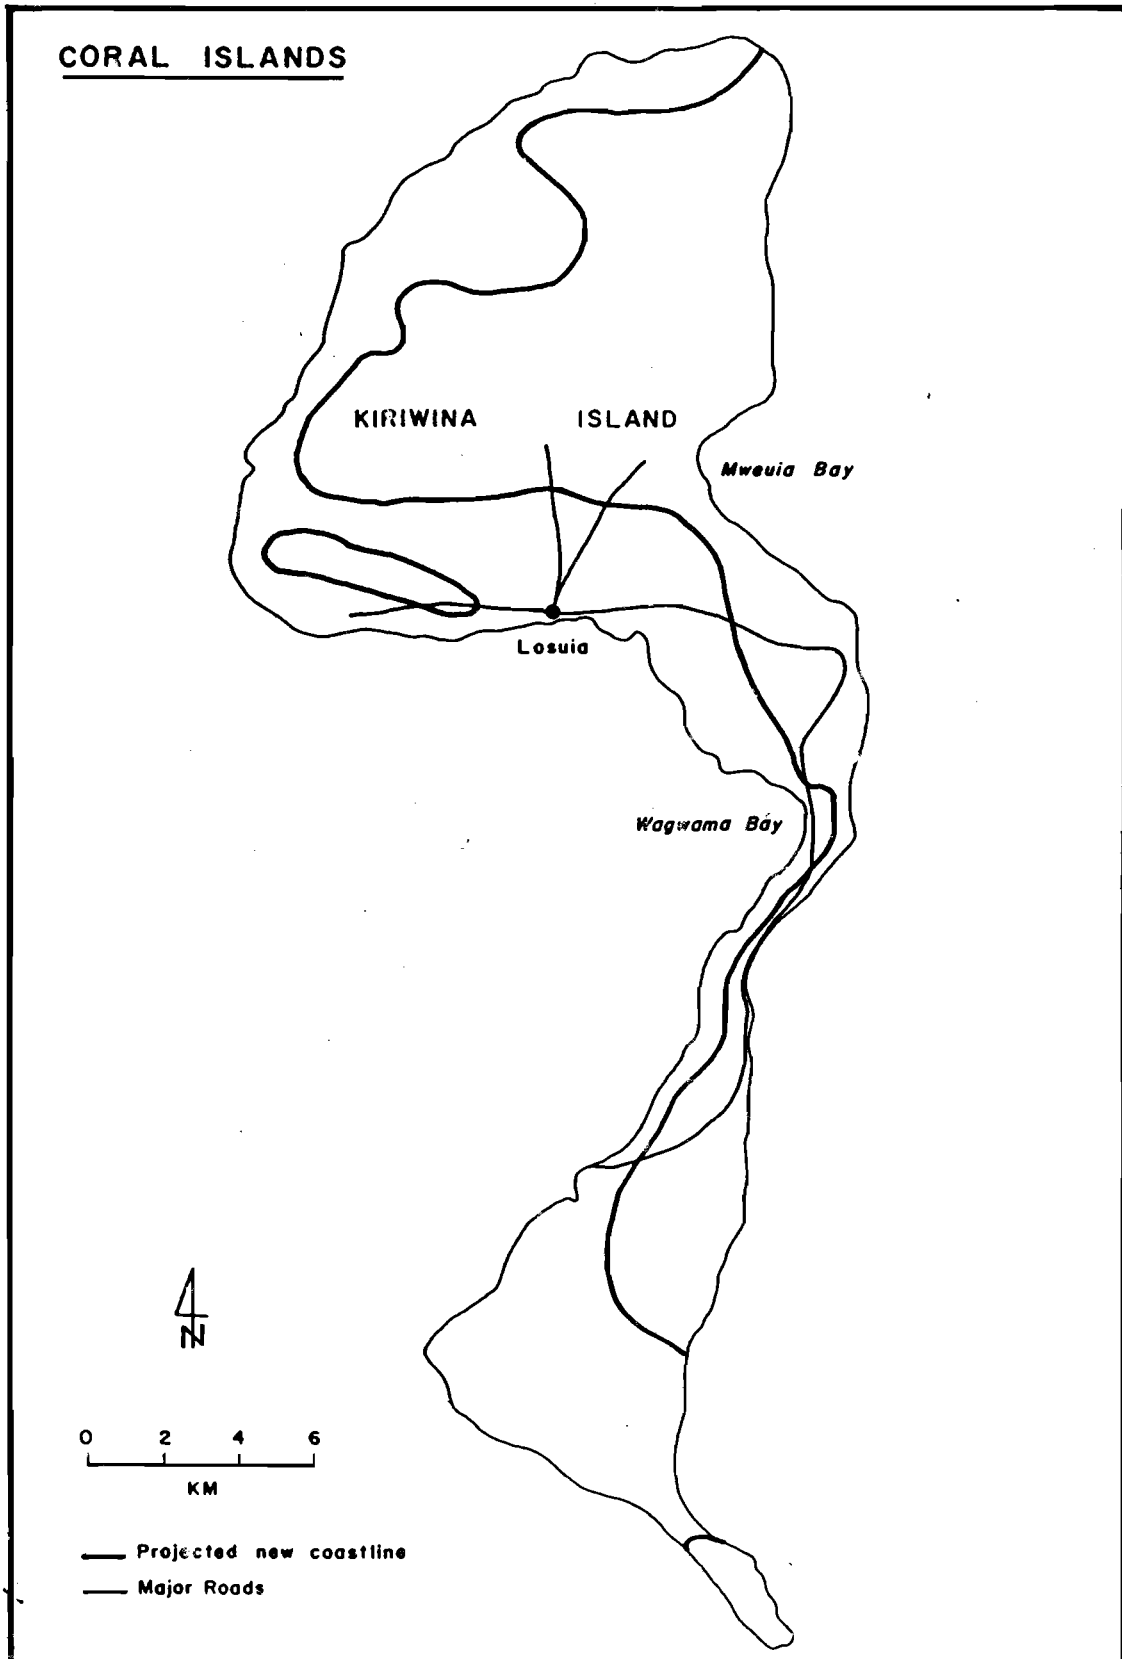 CORAL ISLANDS
KIRIWINA ISLAND
Mweuia Bay
Losuia
Wagwama Bay
N
0 2 4 6
KM
Projected new coastline
Major Roads